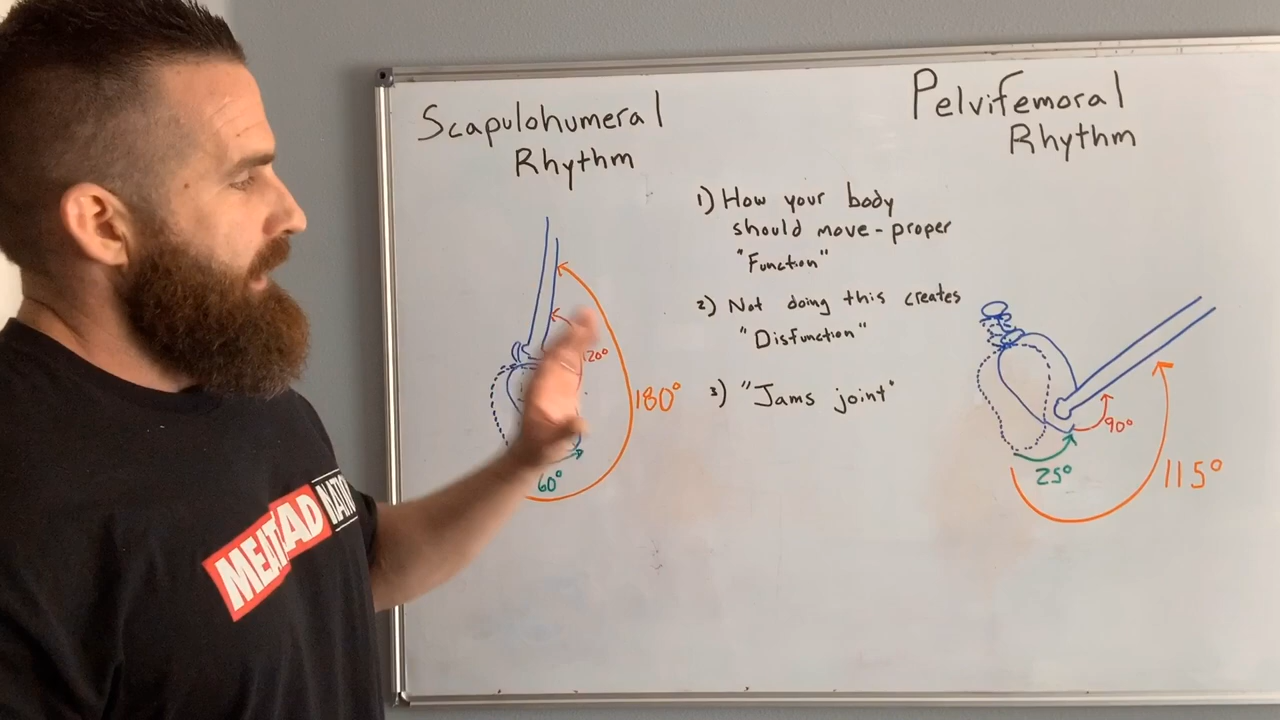 Scapulohumeral
Rhythm
120°
180°
60°
1) How your body
should move - proper
"Function"
2) Not doing this creates
"Disfunction"
3) "Jams joint"
Pelvifemoral
Rhythm
90°
25°
115°